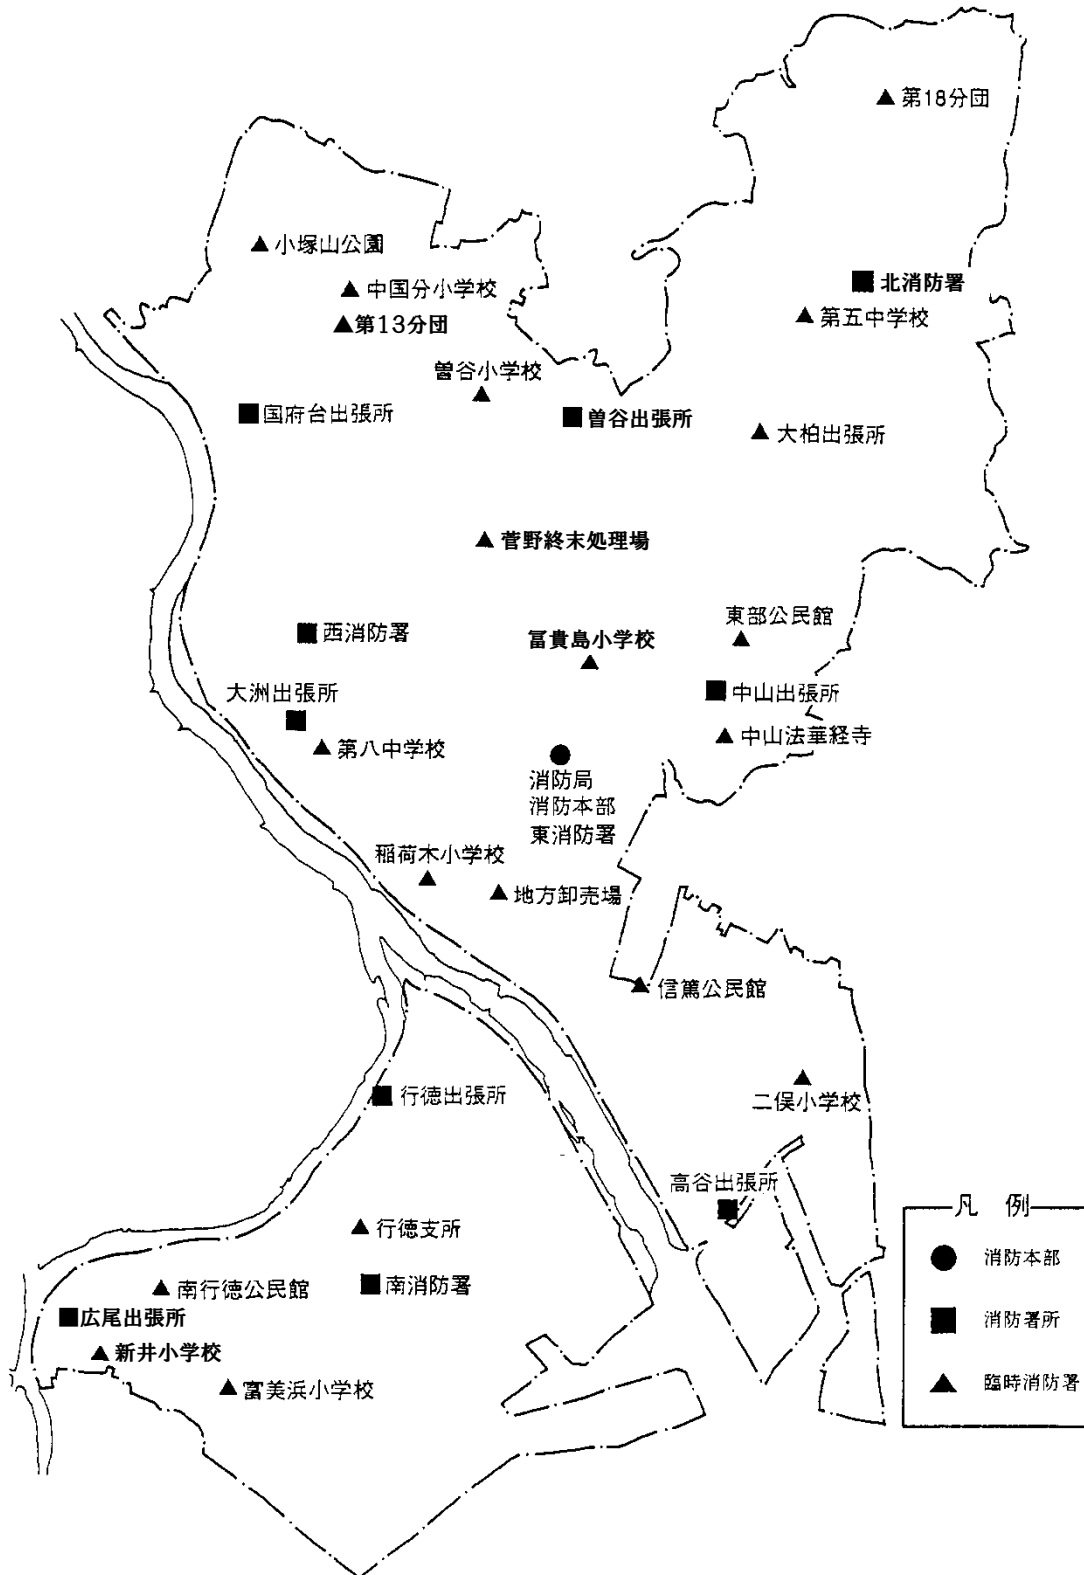 第18分団
小塚山公園
中国分小学校
北消防署
第13分団
第五中学校
曽谷小学校
国府台出張所
曽谷出張所
大柏出張所
菅野終末処理場
東部公民館
西消防署
冨貴島小学校
大洲出張所
中山出張所
第八中学校
中山法華経寺
消防局
消防本部
東消防署
稲荷木小学校
地方卸売場
信篤公民館
行徳出張所
二俣小学校
高谷出張所
行徳支所
南行徳公民館
南消防署
広尾出張所
新井小学校
富美浜小学校
凡 例
消防本部
消防署所
臨時消防署